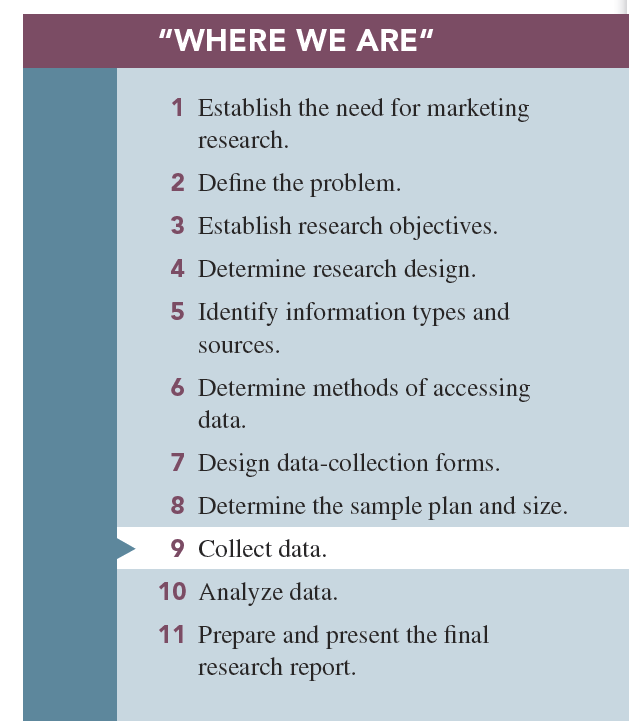 “WHERE WE ARE“
1 Establish the need for marketing
research.
2 Define the problem.
3 Establish research objectives.
4 Determine research design.
5 Identify information types and
sources.
6 Determine methods of accessing
data.
7 Design data-collection forms.
8 Determine the sample plan and size.
9 Collect data.
10 Analyze data.
11 Prepare and present the final
research report.